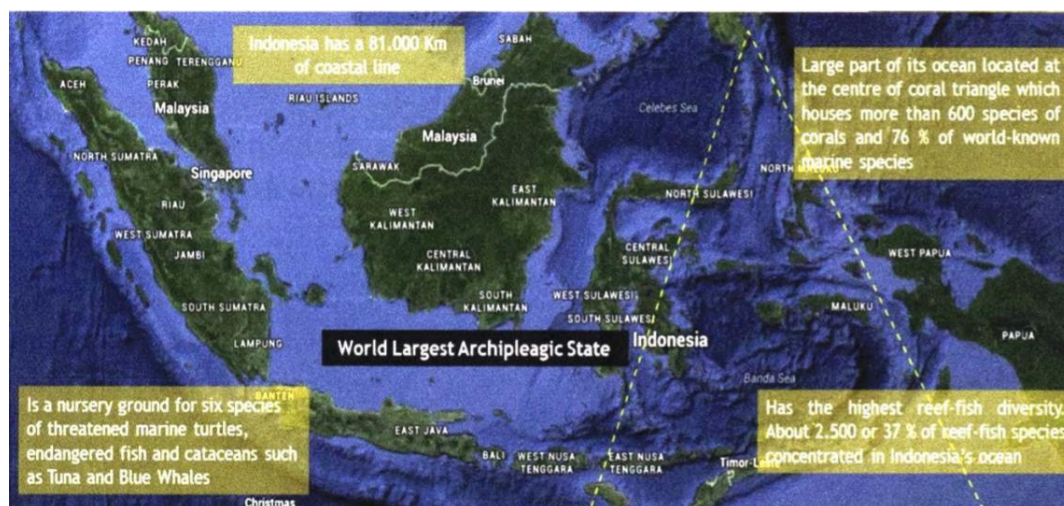 Indonesia has a 81.000 Km
of coastal line
Large part of its ocean located at
the centre of coral triangle which
houses more than 600 species of
corals and 76 % of world-known
marine species
KEDAH
PENANG TERENGGANU
ACEH
PERAK
Malaysia
RIAU ISLANDS
SABAH
Brunei
Celebes Sea
Malaysia
NORTH SUMATRA
Singapore
SARAWAK
NORTH
NORTH SULAWESI
EAST
KALIMANTAN
RIAU
WEST
KALIMANTAN
WEST SUMATRA
JAMBI
CENTRAL
KALIMANTAN
CENTRAL
SULAWESI
WEST PAPUA
SOUTH SUMATRA
SOUTH
KALIMANTAN
WEST SULAWESI
MALUKU
SOUTH SULAWESI
LAMPUNG
World Largest Archipleagic State
Indonesia
PAPUA
Banda Sea
BANTEN
Is a nursery ground for six species
of threatened marine turtles,
endangered fish and cataceans such
as Tuna and Blue Whales
EAST JAVA
BALI
WEST NUSA
TENGGARA
EAST NUSA
TENGGARA
Has the highest reef-fish diversity.
About 2.500 or 37 % of reef-fish species
concentrated in Indonesia's ocean
Christmas